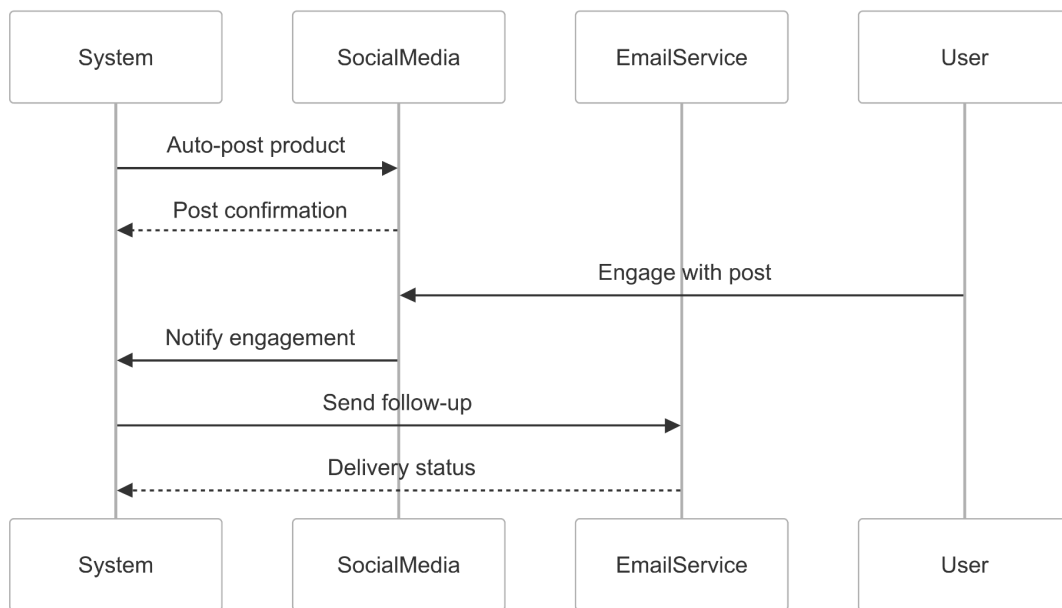 System
SocialMedia
EmailService
User
Auto-post product
Post confirmation
Engage with post
Notify engagement
Send follow-up
Delivery status
System
SocialMedia
EmailService
User